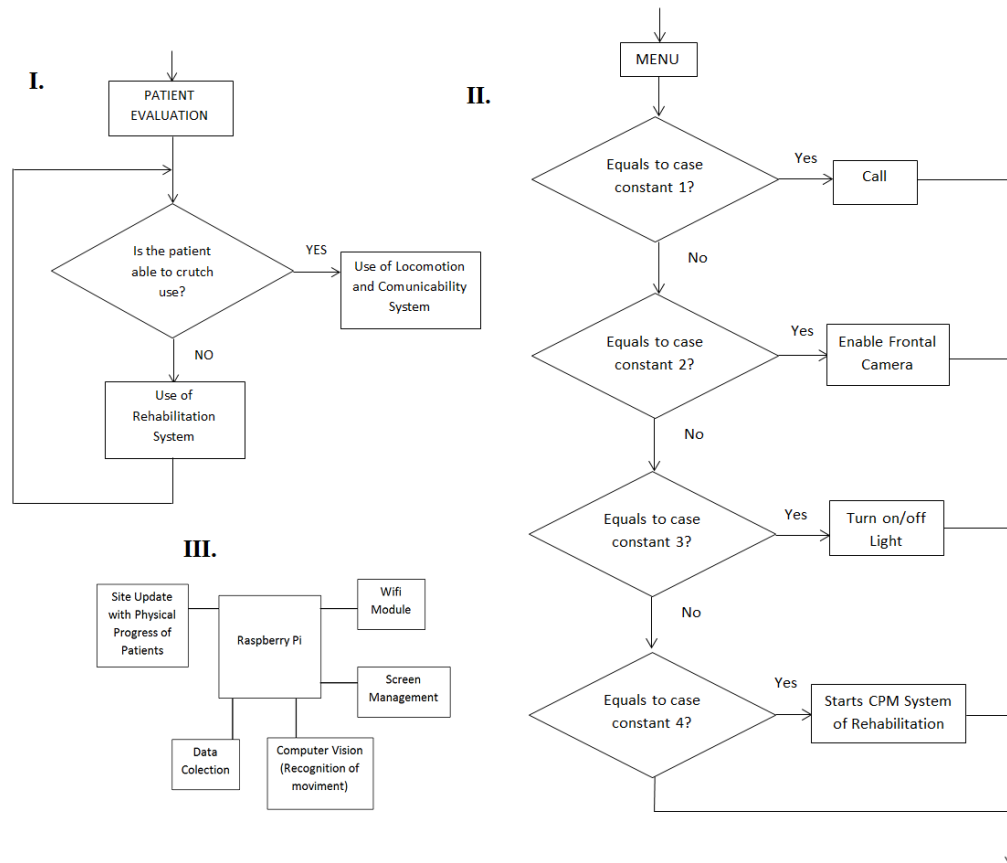 I.
PATIENT
EVALUATION
Is the patient
able to crutch
use?
YES
Use of Locomotion
and Comunicability
System
NO
Use of
Rehabilitation
System
II.
MENU
Equals to case
constant 1?
Yes
Call
No
Equals to case
constant 2?
Yes
Enable Frontal
Camera
No
Equals to case
constant 3?
Yes
Turn on/off
Light
No
Equals to case
constant 4?
Yes
Starts CPM System
of Rehabilitation
III.
Site Update
with Physical
Progress of
Patients
Raspberry Pi
Wifi
Module
Screen
Management
Data
Colection
Computer Vision
(Recognition of
moviment)